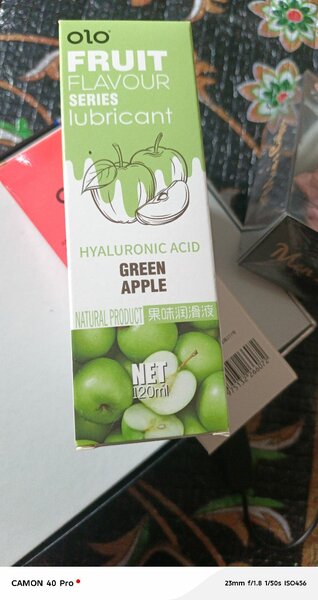 olo
FRUIT
FLAVOUR
SERIES
lubricant
HYALURONIC ACID
GREEN
APPLE
NATURAL PRODUCT 果味润滑液
NET
120ml
CAMON 40 Pro
23mm f/1.8 1/50s ISO456